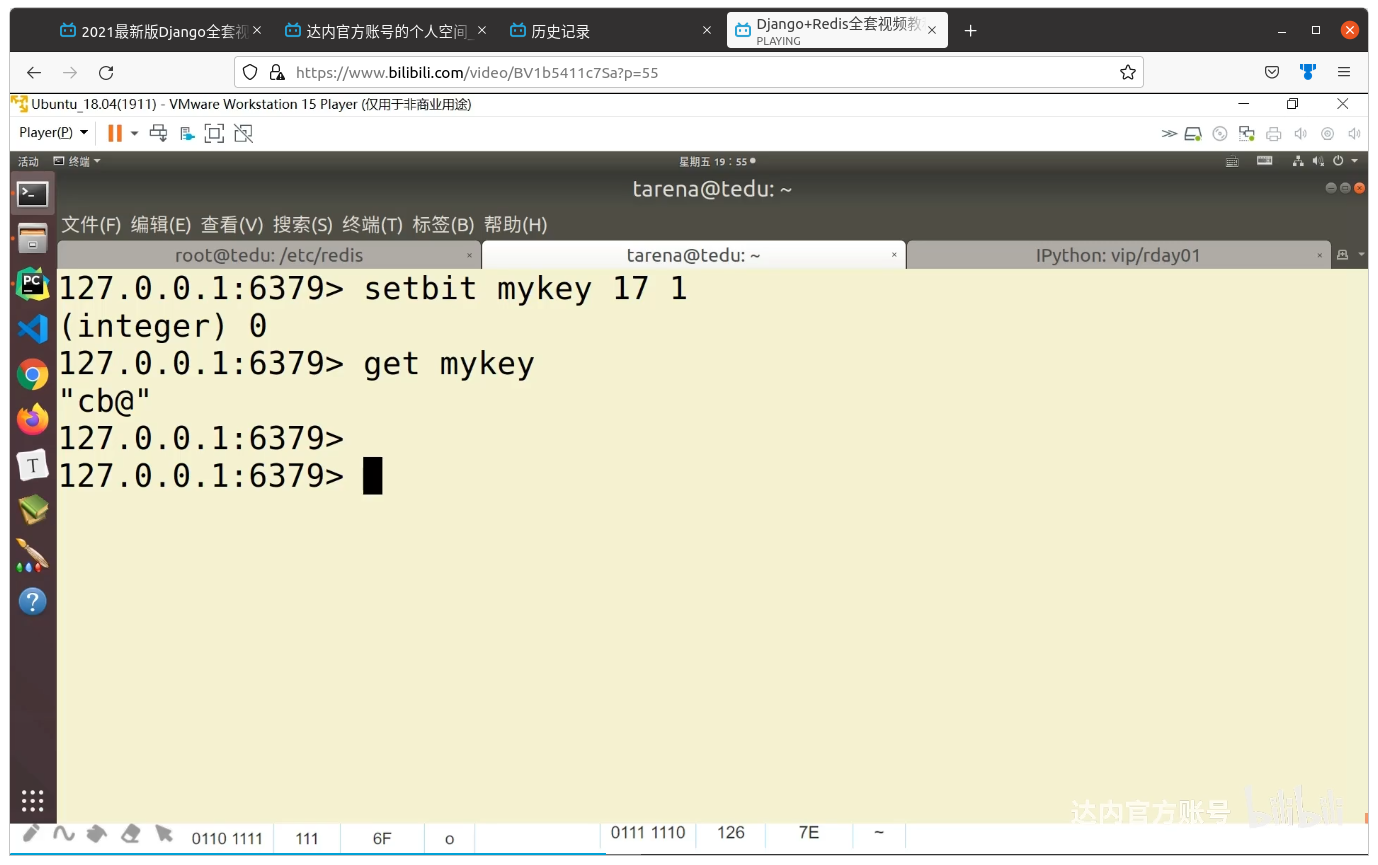 2021最新版Django全套视
达内官方账号的个人空间_
历史记录
Django+Redis全套视频教
PLAYING
https://www.bilibili.com/video/BV1b5411c7Sa?p=55
Ubuntu_18.04(1911) - VMware Workstation 15 Player (仅用于非商业用途)
Player(P)
活动 终端 星期五 19：55
tarena@tedu: ~
文件(F) 编辑(E) 查看(V) 搜索(S) 终端(T) 标签(B) 帮助(H)
root@tedu: /etc/redis
tarena@tedu: ~
IPython: vip/rday01
127.0.0.1:6379> setbit mykey 17 1
(integer) 0
127.0.0.1:6379> get mykey
"cb@"
127.0.0.1:6379>
127.0.0.1:6379>
PC
T
?
达内官方账号 bilibili
0110 1111 111 6F o 0111 1110 126 7E ~